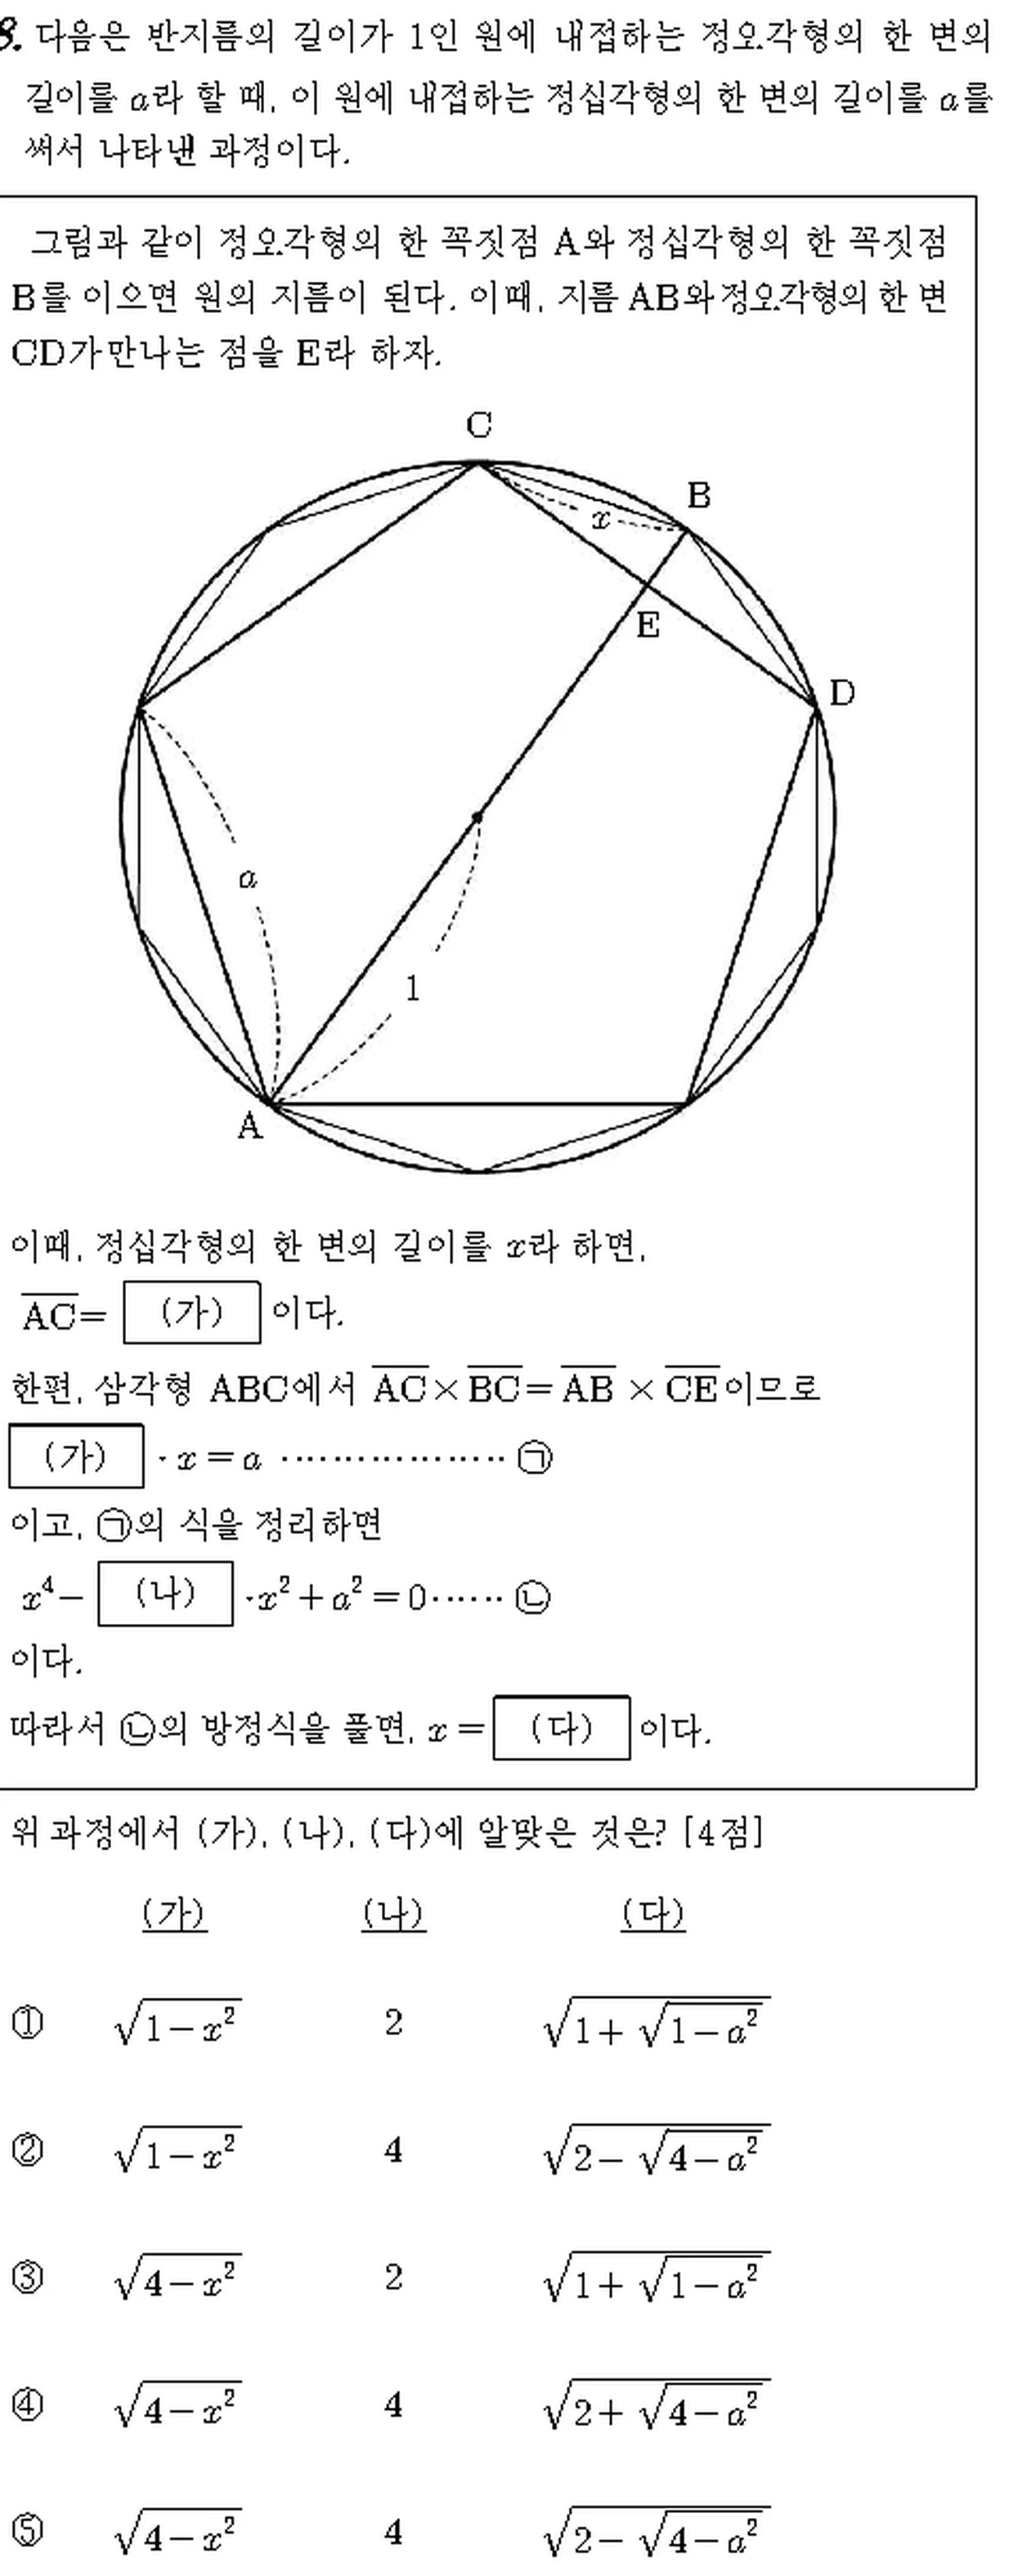 8. 다음은 반지름의 길이가 1인 원에 내접하는 정오각형의 한 변의
길이를 a라 할 때, 이 원에 내접하는 정십각형의 한 변의 길이를 a를
써서 나타낸 과정이다.
그림과 같이 정오각형의 한 꼭짓점 A와 정십각형의 한 꼭짓점
B를 이으면 원의 지름이 된다. 이때, 지름 AB와 정오각형의 한 변
CD가 만나는 점을 E라 하자.
C
B
x
E
D
a
1
A
이때, 정십각형의 한 변의 길이를 x라 하면,
\overline{AC}= (가) 이다.
한편, 삼각형 ABC에서 \overline{AC}×\overline{BC}=\overline{AB}×\overline{CE}이므로
(가) · x = a ⋯⋯⋯⋯⋯⋯ ㉠
이고, ㉠의 식을 정리하면
x⁴− (나) ·x²+a²=0⋯⋯ ㉡
이다.
따라서 ㉡의 방정식을 풀면, x = (다) 이다.
위 과정에서 (가), (나), (다)에 알맞은 것은? [4점]
(가) (나) (다)
① √(1−x²) 2 √(1+√(1−a²))
② √(1−x²) 4 √(2−√(4−a²))
③ √(4−x²) 2 √(1+√(1−a²))
④ √(4−x²) 4 √(2+√(4−a²))
⑤ √(4−x²) 4 √(2−√(4−a²))